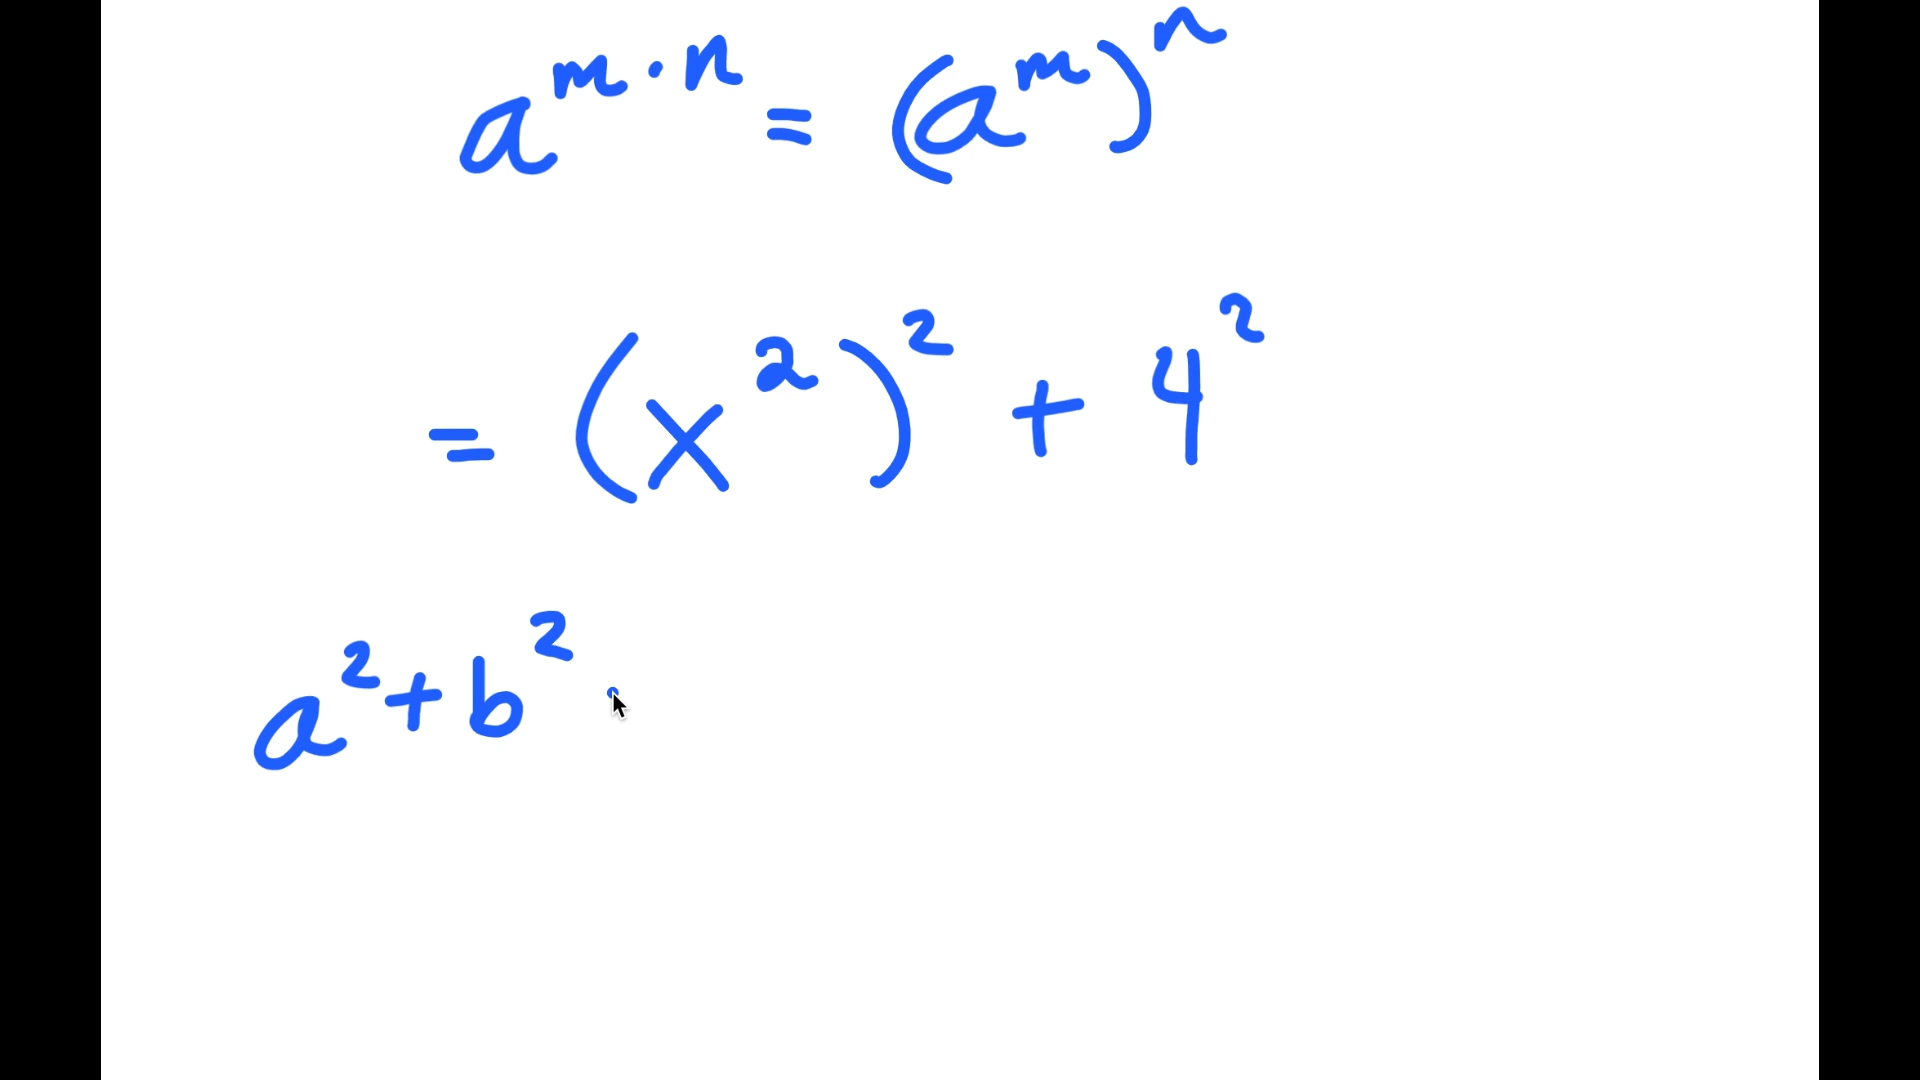 a^{m·n} = (a^m)^n
= (x^2)^2 + 4^2
a^2 + b^2